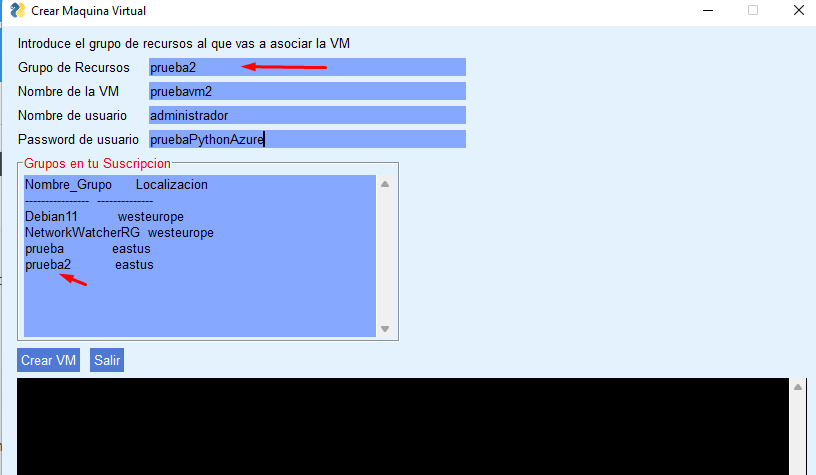 Crear Maquina Virtual
Introduce el grupo de recursos al que vas a asociar la VM
Grupo de Recursos prueba2
Nombre de la VM pruebavm2
Nombre de usuario administrador
Password de usuario pruebaPythonAzure
Grupos en tu Suscripcion
Nombre_Grupo Localizacion
---------------- --------------
Debian11 westeurope
NetworkWatcherRG westeurope
prueba eastus
prueba2 eastus
Crear VM Salir